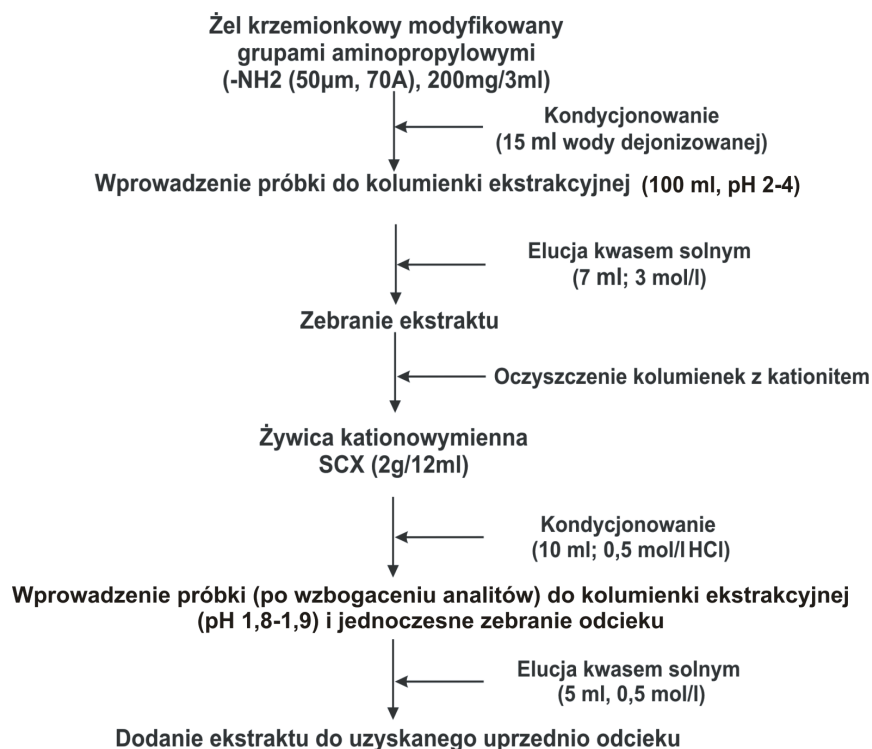 Żel krzemionkowy modyfikowany
grupami aminopropylowymi
(-NH2 (50µm, 70A), 200mg/3ml)
Kondycjonowanie
(15 ml wody dejonizowanej)
Wprowadzenie próbki do kolumienki ekstrakcyjnej (100 ml, pH 2-4)
Elucja kwasem solnym
(7 ml; 3 mol/l)
Zebranie ekstraktu
Oczyszczenie kolumienek z kationitem
Żywica kationowymienna
SCX (2g/12ml)
Kondycjonowanie
(10 ml; 0,5 mol/l HCl)
Wprowadzenie próbki (po wzbogaceniu analitów) do kolumienki ekstrakcyjnej
(pH 1,8-1,9) i jednoczesne zebranie odcieku
Elucja kwasem solnym
(5 ml, 0,5 mol/l)
Dodanie ekstraktu do uzyskanego uprzednio odcieku